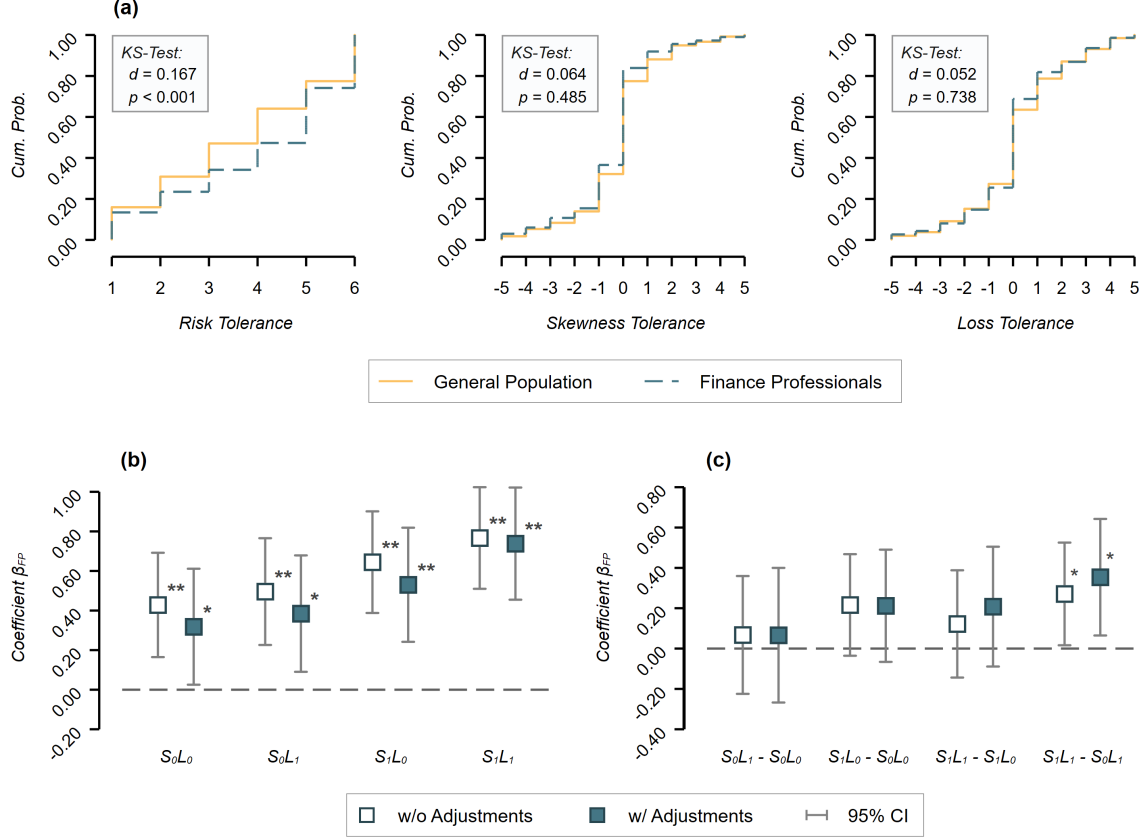 (a)
KS-Test:
d = 0.167
p < 0.001
Cum. Prob.
1.00
0.80
0.60
0.40
0.20
0.00
1 2 3 4 5 6
Risk Tolerance
KS-Test:
d = 0.064
p = 0.485
Cum. Prob.
1.00
0.80
0.60
0.40
0.20
0.00
-5 -4 -3 -2 -1 0 1 2 3 4 5
Skewness Tolerance
KS-Test:
d = 0.052
p = 0.738
Cum. Prob.
1.00
0.80
0.60
0.40
0.20
0.00
-5 -4 -3 -2 -1 0 1 2 3 4 5
Loss Tolerance
General Population Finance Professionals
(b)
Coefficient βFP
1.00
0.80
0.60
0.40
0.20
0.00
-0.20
** * ** * ** ** ** **
S0L0 S0L1 S1L0 S1L1
(c)
Coefficient βFP
0.80
0.60
0.40
0.20
0.00
-0.20
-0.40
* *
S0L1 - S0L0 S1L0 - S0L0 S1L1 - S1L0 S1L1 - S0L1
w/o Adjustments w/ Adjustments 95% CI